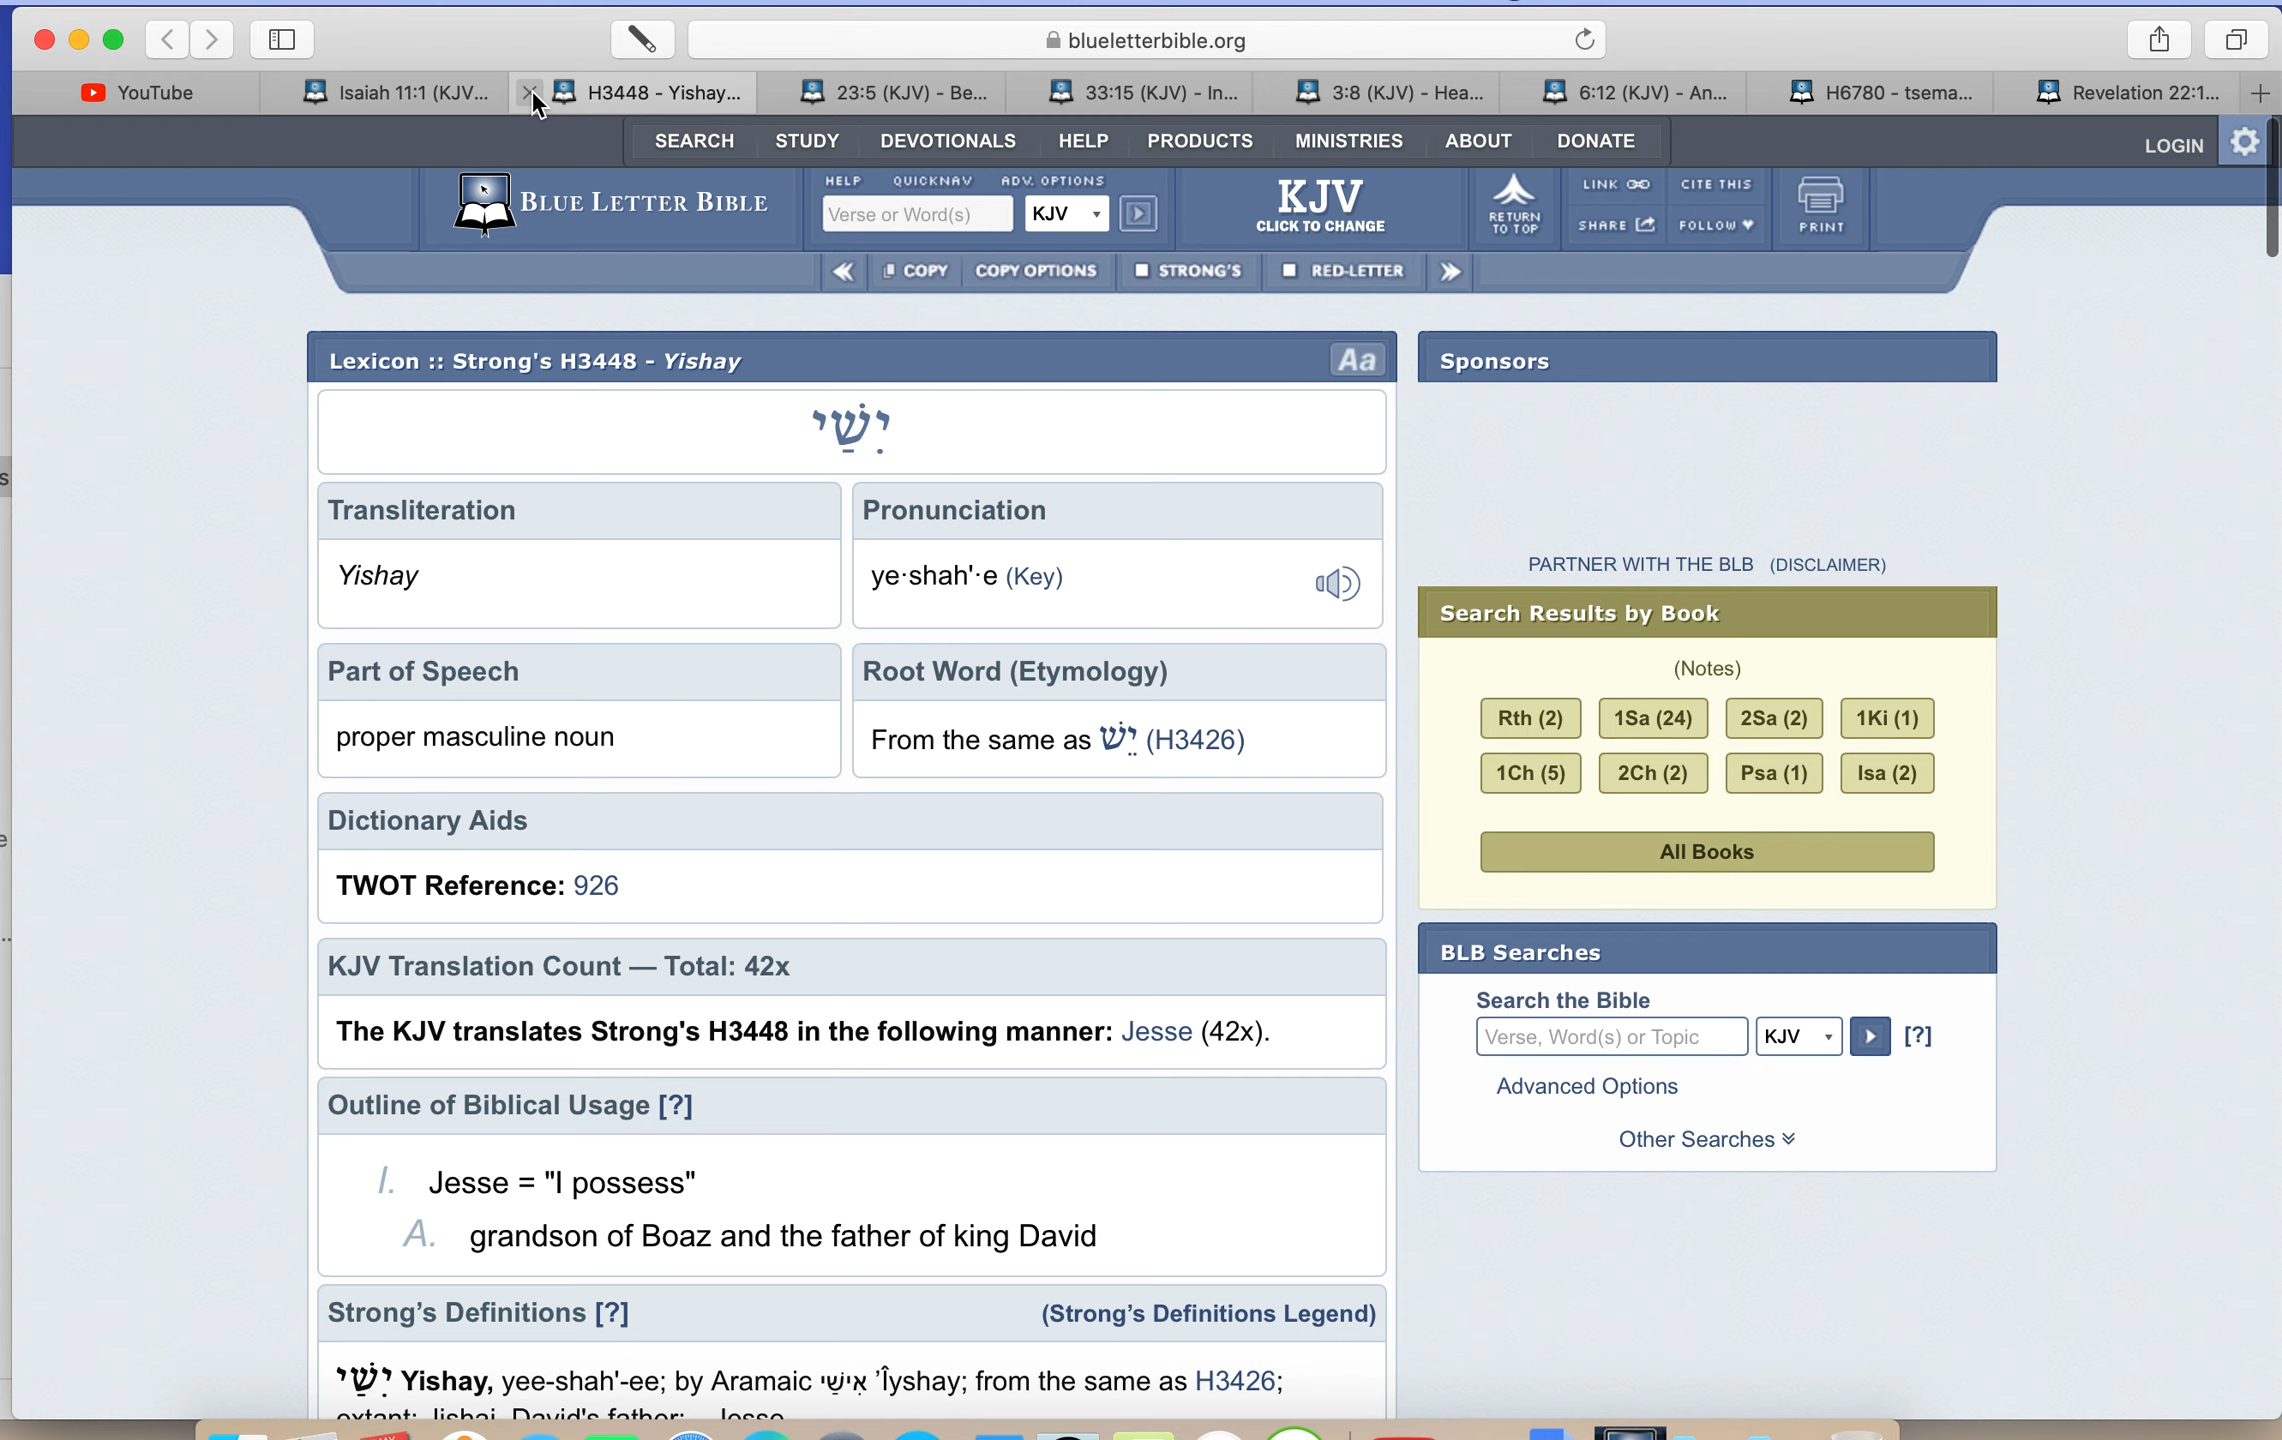 blueletterbible.org
YouTube
Isaiah 11:1 (KJV...
H3448 - Yishay...
23:5 (KJV) - Be...
33:15 (KJV) - In...
3:8 (KJV) - Hea...
6:12 (KJV) - An...
H6780 - tsema...
Revelation 22:1...
SEARCH STUDY DEVOTIONALS HELP PRODUCTS MINISTRIES ABOUT DONATE
LOGIN
BLUE LETTER BIBLE
HELP QUICKNAV ADV. OPTIONS
Verse or Word(s) KJV
KJV
CLICK TO CHANGE
RETURN
TO TOP
LINK CITE THIS
SHARE FOLLOW
PRINT
COPY COPY OPTIONS STRONG'S RED-LETTER
Lexicon :: Strong's H3448 - Yishay
Aa
יִשַׁי
Transliteration
Yishay
Pronunciation
ye·shah'·e (Key)
Part of Speech
proper masculine noun
Root Word (Etymology)
From the same as יֵשׁ (H3426)
Dictionary Aids
TWOT Reference: 926
KJV Translation Count — Total: 42x
The KJV translates Strong's H3448 in the following manner: Jesse (42x).
Outline of Biblical Usage [?]
I. Jesse = "I possess"
A. grandson of Boaz and the father of king David
Strong’s Definitions [?] (Strong’s Definitions Legend)
יִשַׁי Yishay, yee-shah'-ee; by Aramaic אִישַׁי ʼÎyshay; from the same as H3426;
extant; Jishai, David's father:—Jesse.
Sponsors
PARTNER WITH THE BLB (DISCLAIMER)
Search Results by Book
(Notes)
Rth (2) 1Sa (24) 2Sa (2) 1Ki (1)
1Ch (5) 2Ch (2) Psa (1) Isa (2)
All Books
BLB Searches
Search the Bible
Verse, Word(s) or Topic KJV [?]
Advanced Options
Other Searches